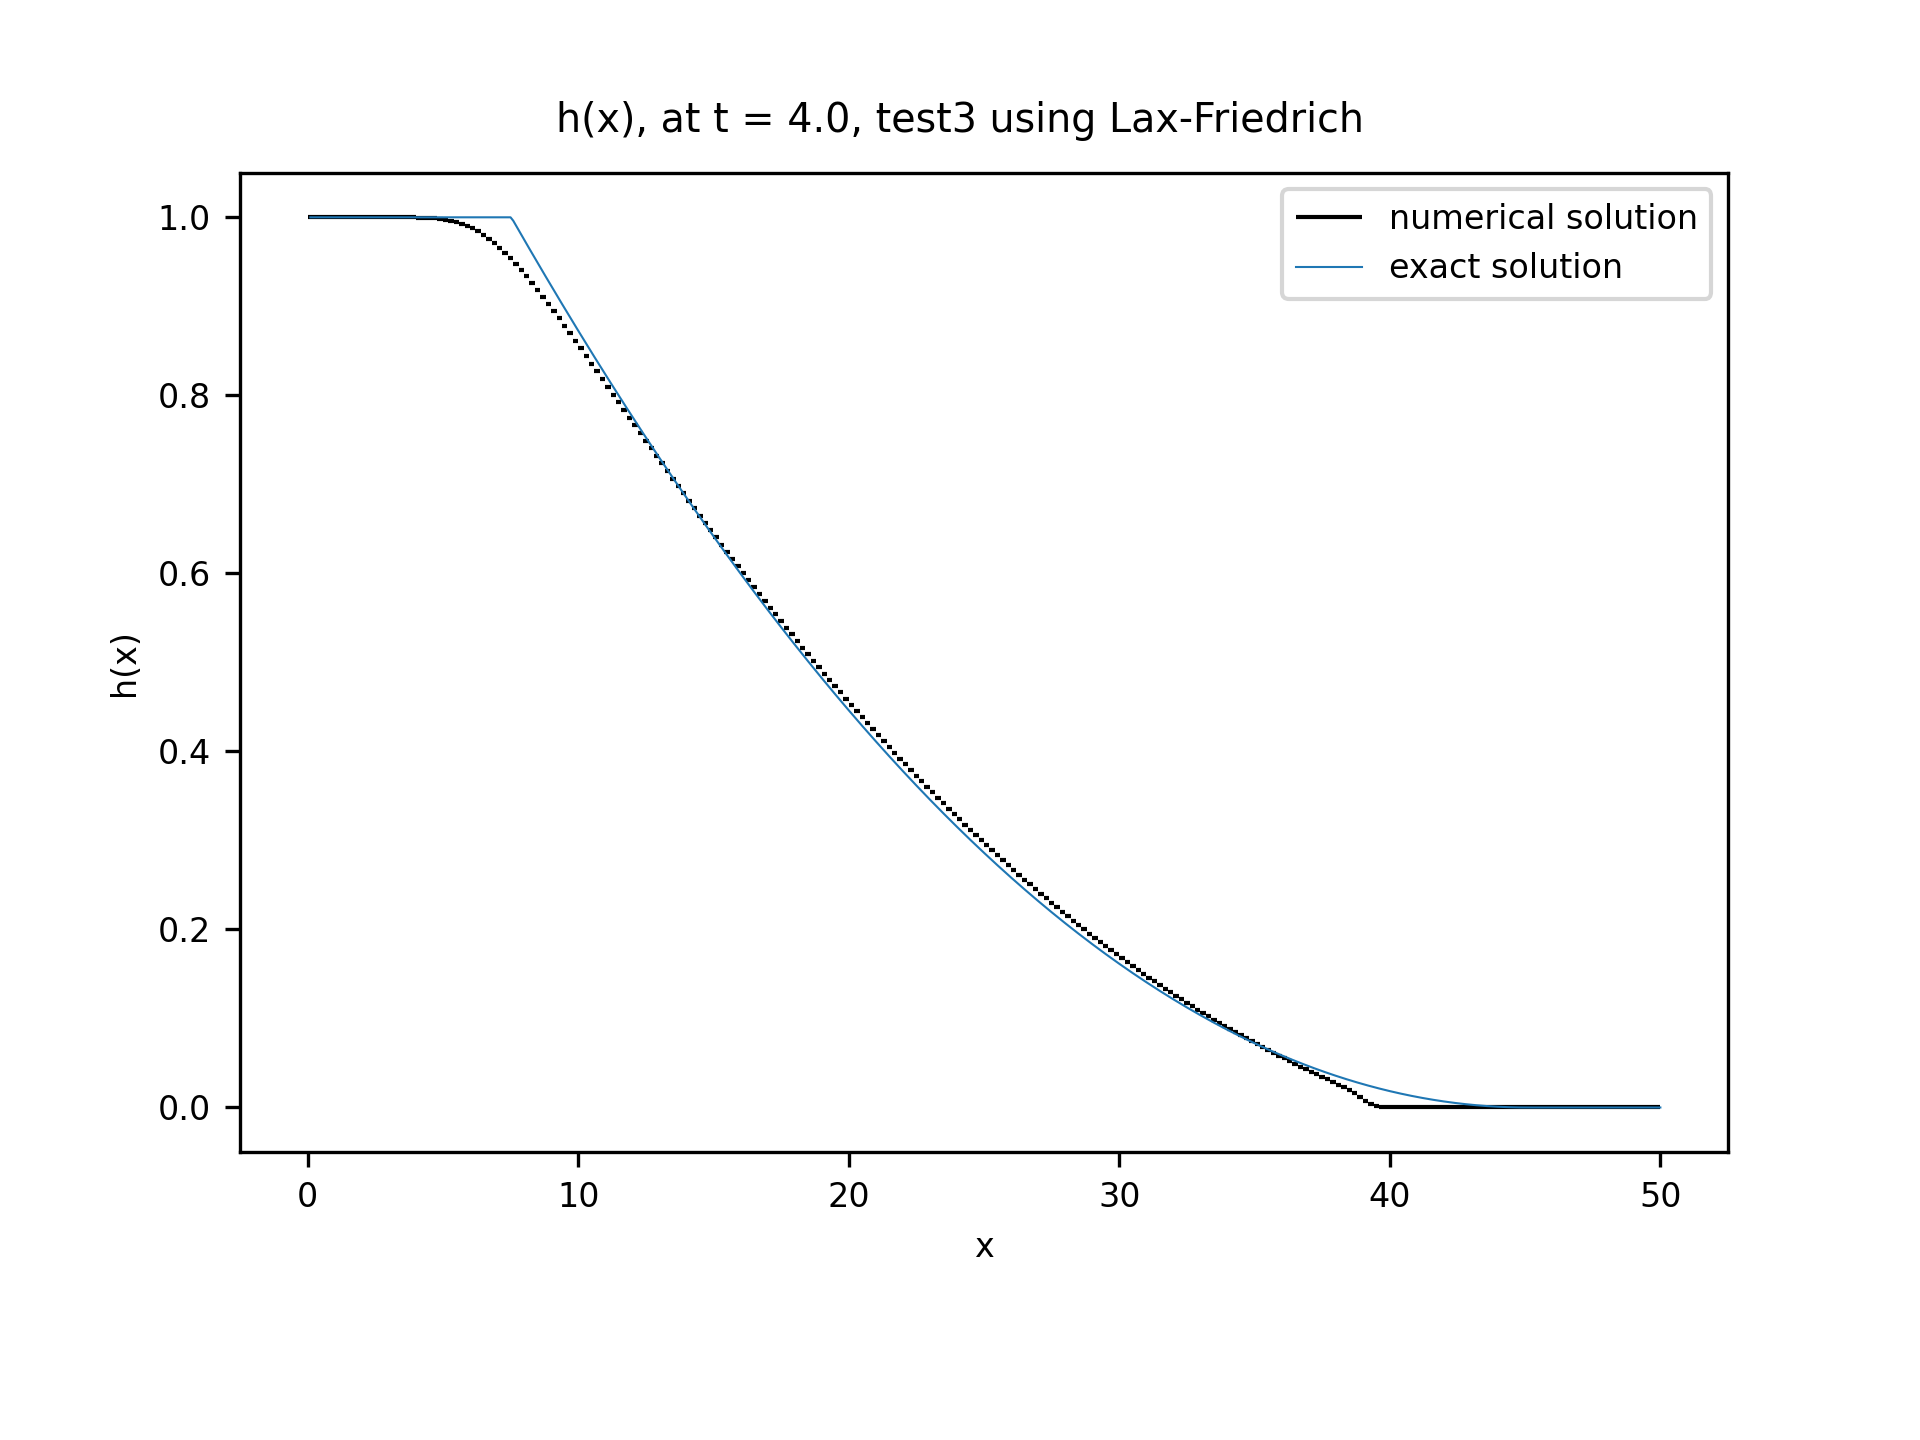 h(x), at t = 4.0, test3 using Lax-Friedrich
numerical solution
exact solution
1.0
0.8
0.6
0.4
0.2
0.0
h(x)
0 10 20 30 40 50
x